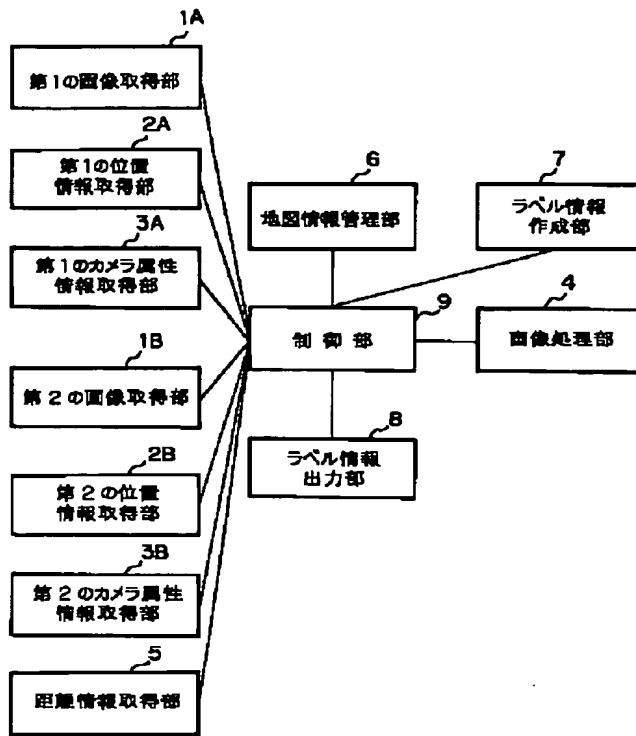 1A
第1の画像取得部
2A
第1の位置
情報取得部
3A
第1のカメラ属性
情報取得部
1B
第2の画像取得部
2B
第2の位置
情報取得部
3B
第2のカメラ属性
情報取得部
5
距離情報取得部
6
地図情報管理部
9
制御部
8
ラベル情報
出力部
7
ラベル情報
作成部
4
画像処理部